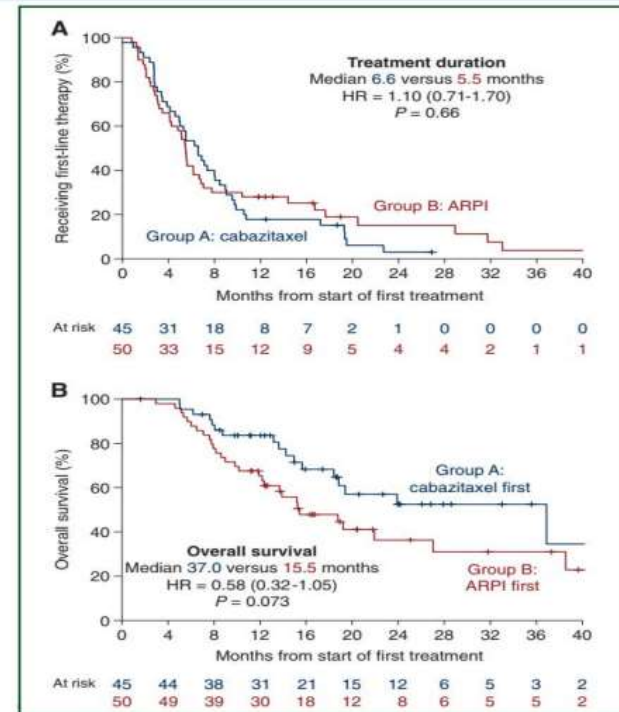 A
Treatment duration
Median 6.6 versus 5.5 months
HR = 1.10 (0.71-1.70)
P = 0.66
Receiving first-line therapy (%)
100
80
60
40
20
0
Group B: ARPI
Group A: cabazitaxel
0 4 8 12 16 20 24 28 32 36 40
Months from start of first treatment
At risk 45 31 18 8 7 2 1 0 0 0 0
50 33 15 12 9 5 4 4 2 1 1
B
Overall survival (%)
100
80
60
40
20
0
Group A:
cabazitaxel first
Overall survival
Median 37.0 versus 15.5 months
HR = 0.58 (0.32-1.05)
P = 0.073
Group B:
ARPI first
0 4 8 12 16 20 24 28 32 36 40
Months from start of first treatment
At risk 45 44 38 31 21 15 12 6 5 3 2
50 49 39 30 18 12 8 6 5 5 2